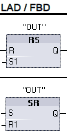 LAD / FBD
"OUT"
RS
R Q
S1
"OUT"
SR
S Q
R1